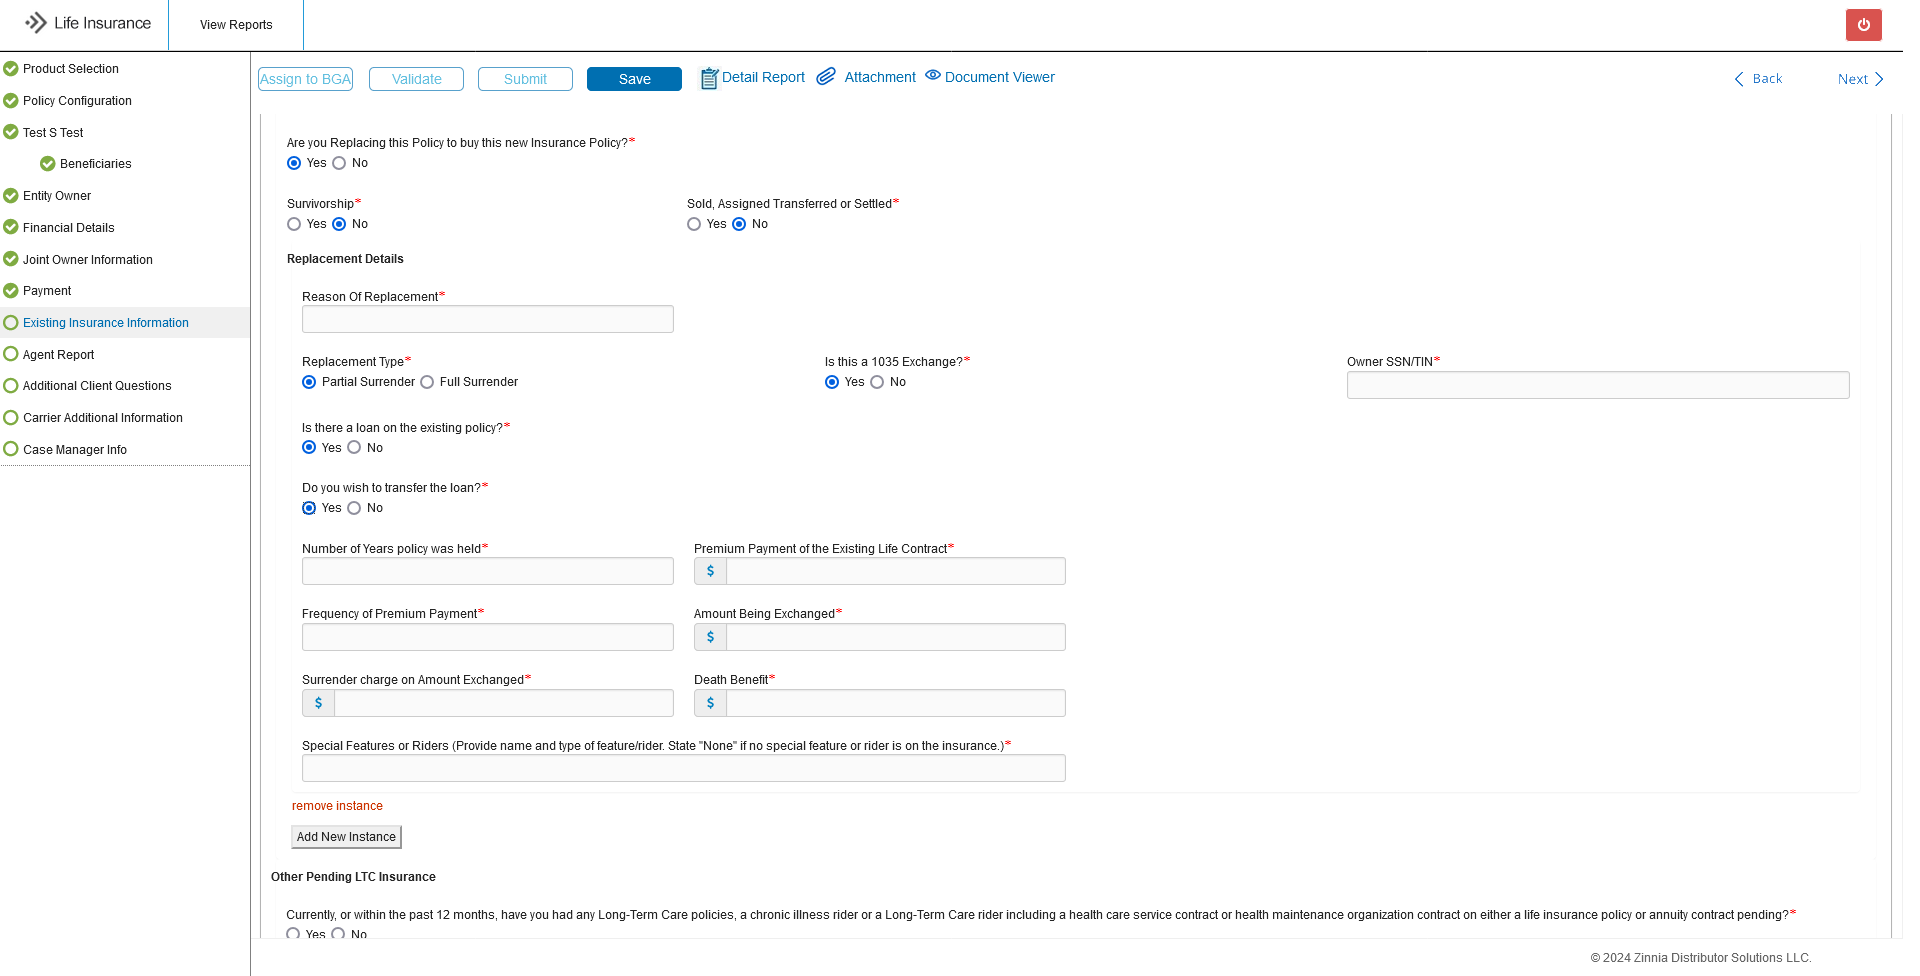 Life Insurance
View Reports
Product Selection
Policy Configuration
Test S Test
Beneficiaries
Entity Owner
Financial Details
Joint Owner Information
Payment
Existing Insurance Information
Agent Report
Additional Client Questions
Carrier Additional Information
Case Manager Info
Assign to BGA Validate Submit Save Detail Report Attachment Document Viewer Back Next
Are you Replacing this Policy to buy this new Insurance Policy?*
Yes No
Survivorship* Sold, Assigned Transferred or Settled*
Yes No Yes No
Replacement Details
Reason Of Replacement*
Replacement Type* Is this a 1035 Exchange?* Owner SSN/TIN*
Partial Surrender Full Surrender Yes No
Is there a loan on the existing policy?*
Yes No
Do you wish to transfer the loan?*
Yes No
Number of Years policy was held* Premium Payment of the Existing Life Contract*
$
Frequency of Premium Payment* Amount Being Exchanged*
$
Surrender charge on Amount Exchanged* Death Benefit*
$ $
Special Features or Riders (Provide name and type of feature/rider. State "None" if no special feature or rider is on the insurance.)*
remove instance
Add New Instance
Other Pending LTC Insurance
Currently, or within the past 12 months, have you had any Long-Term Care policies, a chronic illness rider or a Long-Term Care rider including a health care service contract or health maintenance organization contract on either a life insurance policy or annuity contract pending?*
Yes No
© 2024 Zinnia Distributor Solutions LLC.